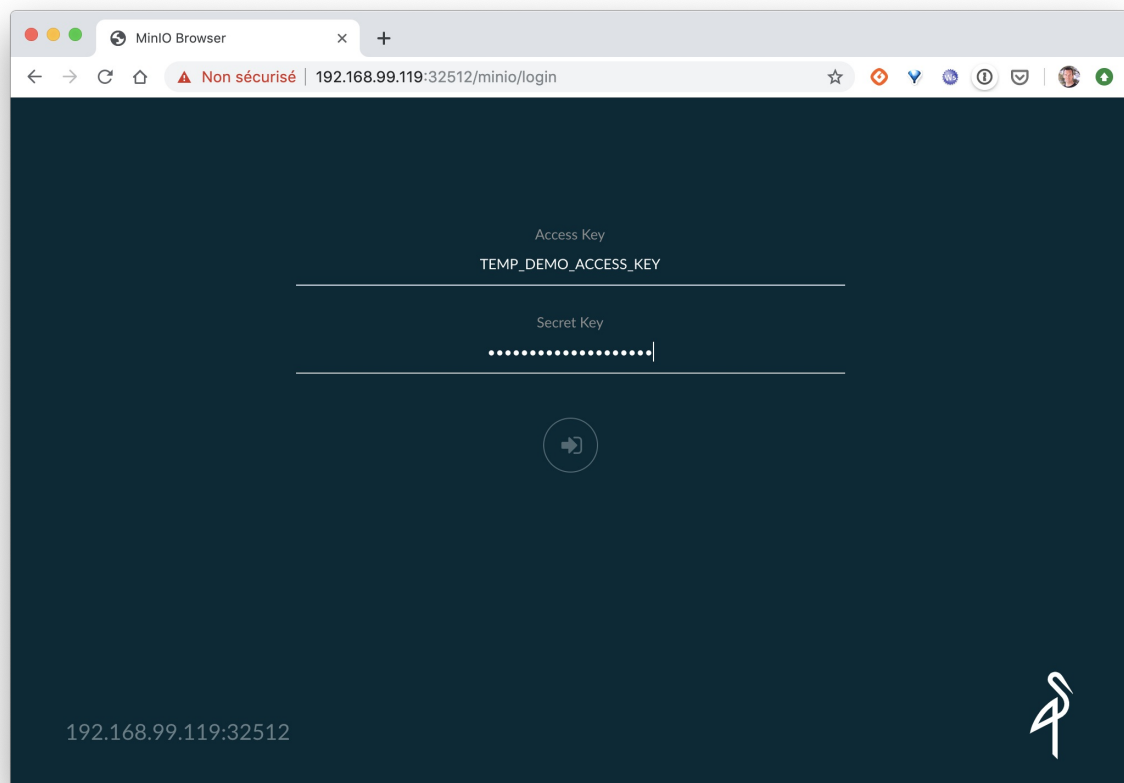 MinIO Browser
Non sécurisé 192.168.99.119:32512/minio/login
Access Key
TEMP_DEMO_ACCESS_KEY
Secret Key
••••••••••••••••••••
192.168.99.119:32512